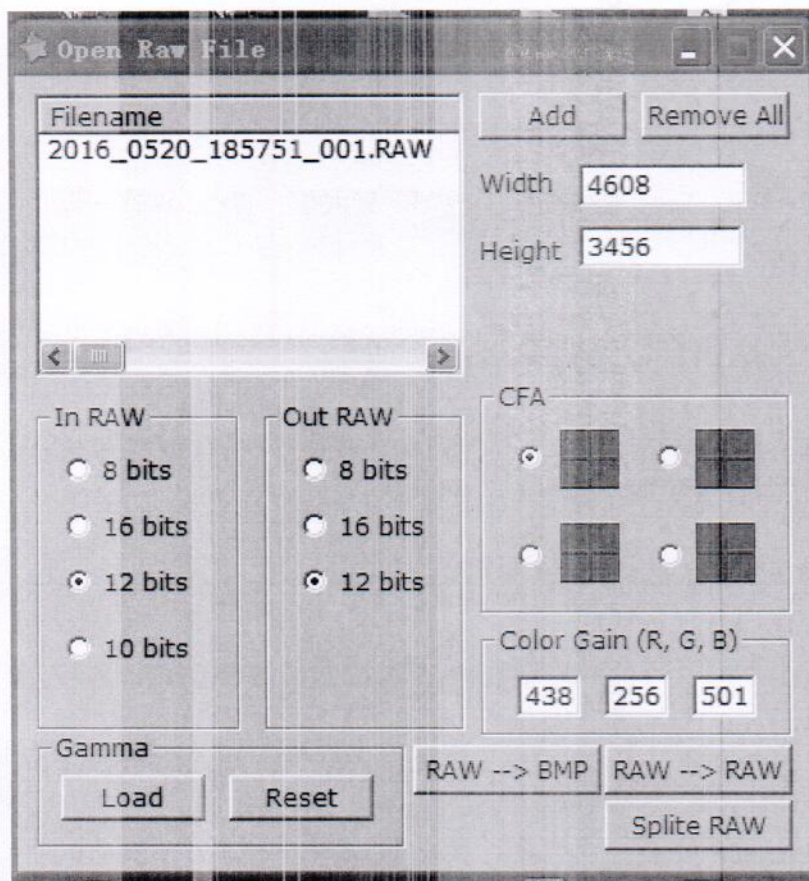 Open Raw File
Filename
2016_0520_185751_001.RAW
Add
Remove All
Width
4608
Height
3456
In RAW
8 bits
16 bits
12 bits
10 bits
Out RAW
8 bits
16 bits
12 bits
CFA
Color Gain (R, G, B)
438
256
501
Gamma
Load
Reset
RAW --> BMP
RAW --> RAW
Splite RAW